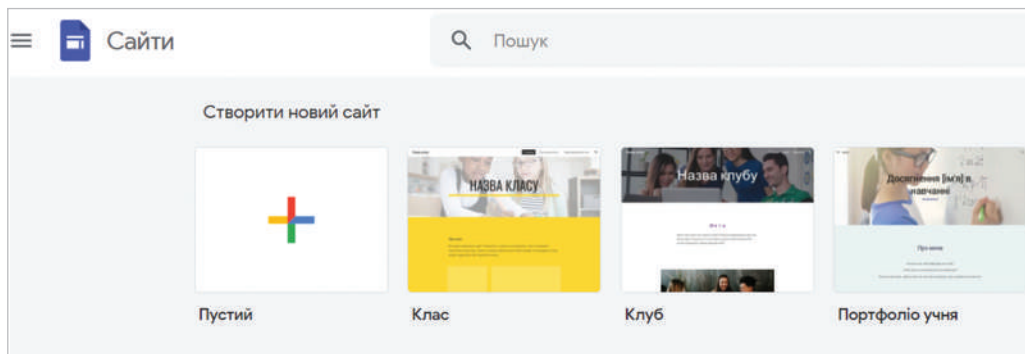 Сайти
Пошук
Створити новий сайт
НАЗВА КЛАСУ
Назва клубу
Досягнення [ім'я] в
навчанні
Мета
Про мене
Пустий
Клас
Клуб
Портфоліо учня